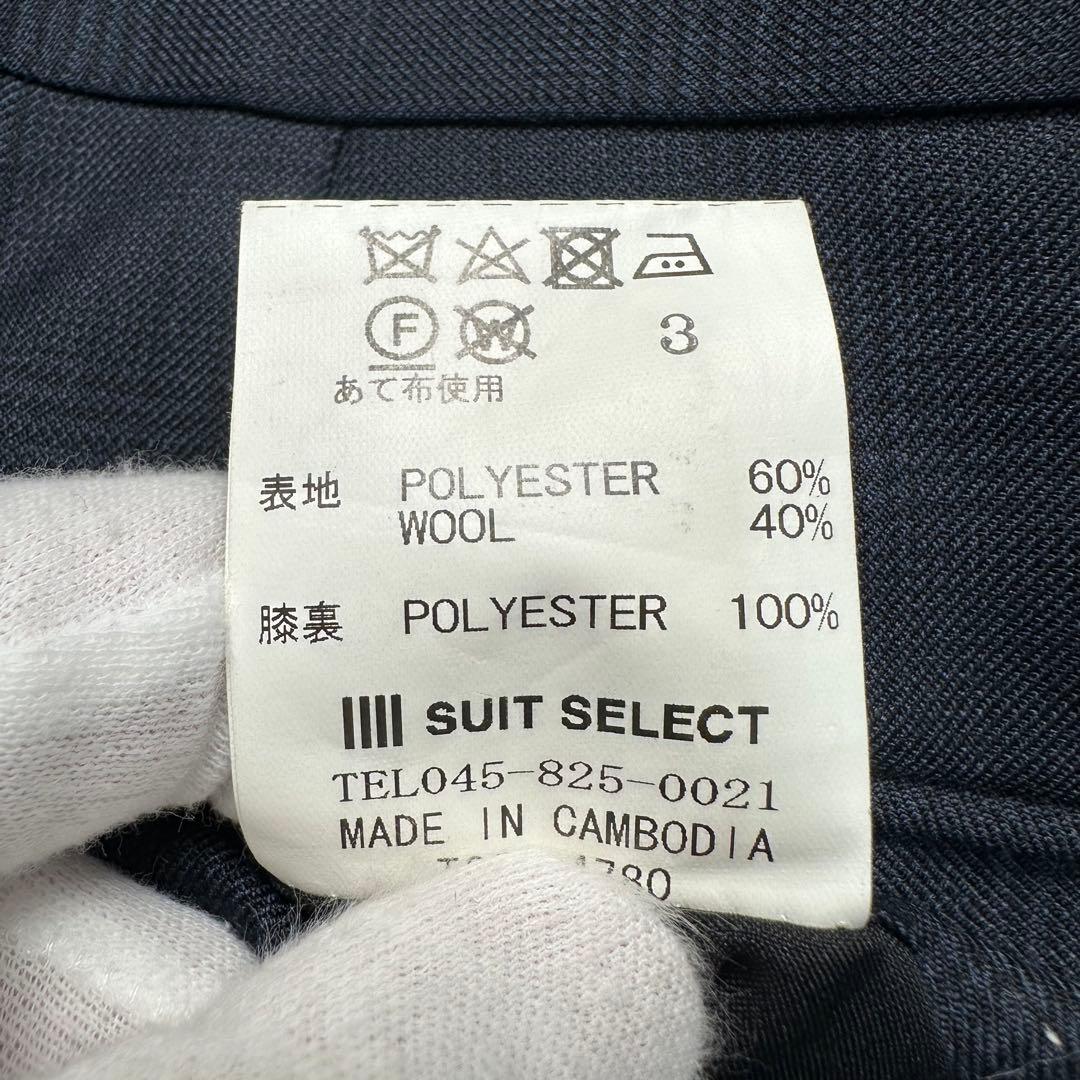 F W 3
あて布使用
表地 POLYESTER 60%
WOOL 40%
膝裏 POLYESTER 100%
SUIT SELECT
TEL045-825-0021
MADE IN CAMBODIA